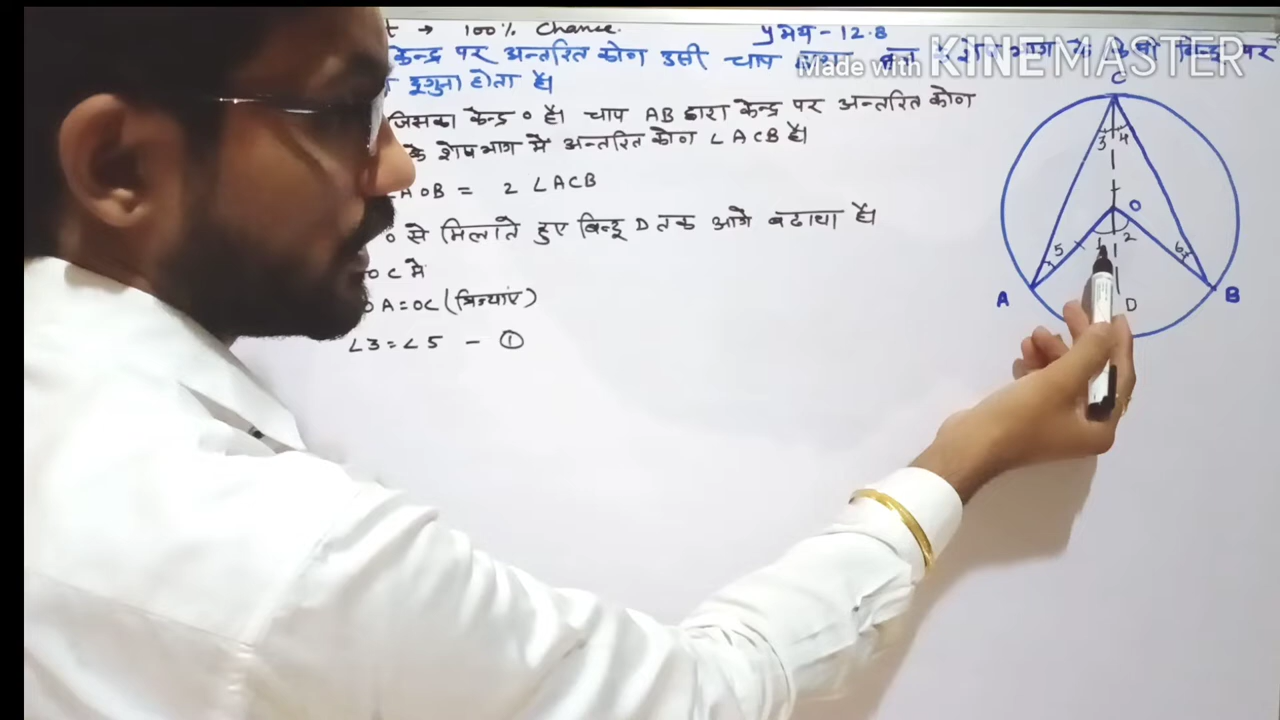 t → 100% Chance.
प्रमेय - 12.8
केन्द्र पर अन्तरित कोण उसी चाप द्वारा वृत्त के शेष भाग के किसी बिन्दू पर
दुगुना होता है।
Made with KINEMASTER
जिसका केन्द्र o है। चाप AB द्वारा केन्द्र पर अन्तरित कोण
के शेषभाग में अन्तरित कोण ∠ACB है।
∠AOB = 2 ∠ACB
o से मिलाते हुए बिन्दू D तक आगे बढाया है।
OC में
OA=OC (त्रिज्याएं)
∠3=∠5 - ①
C
3 4
O
5 1 2 6
A B
D